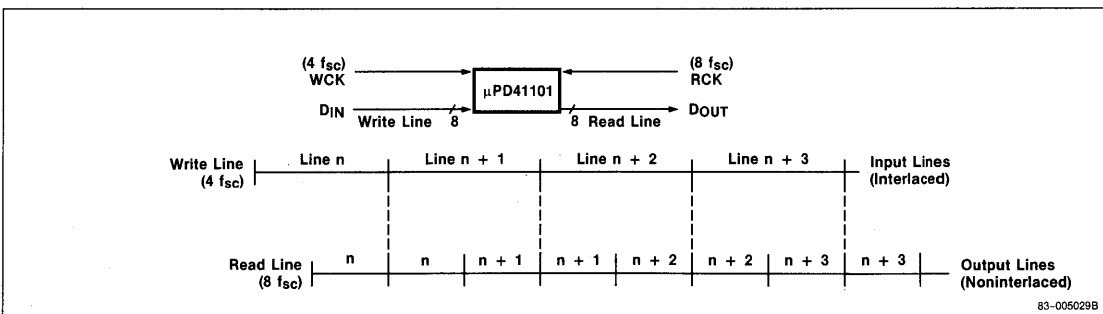 (4 fSC)
WCK
(8 fSC)
RCK
µPD41101
DIN
Write Line 8
8 Read Line
DOUT
Write Line
(4 fSC)
Line n
Line n + 1
Line n + 2
Line n + 3
Input Lines
(Interlaced)
Read Line
(8 fSC)
n
n
n + 1
n + 1
n + 2
n + 2
n + 3
n + 3
Output Lines
(Noninterlaced)
83-005029B